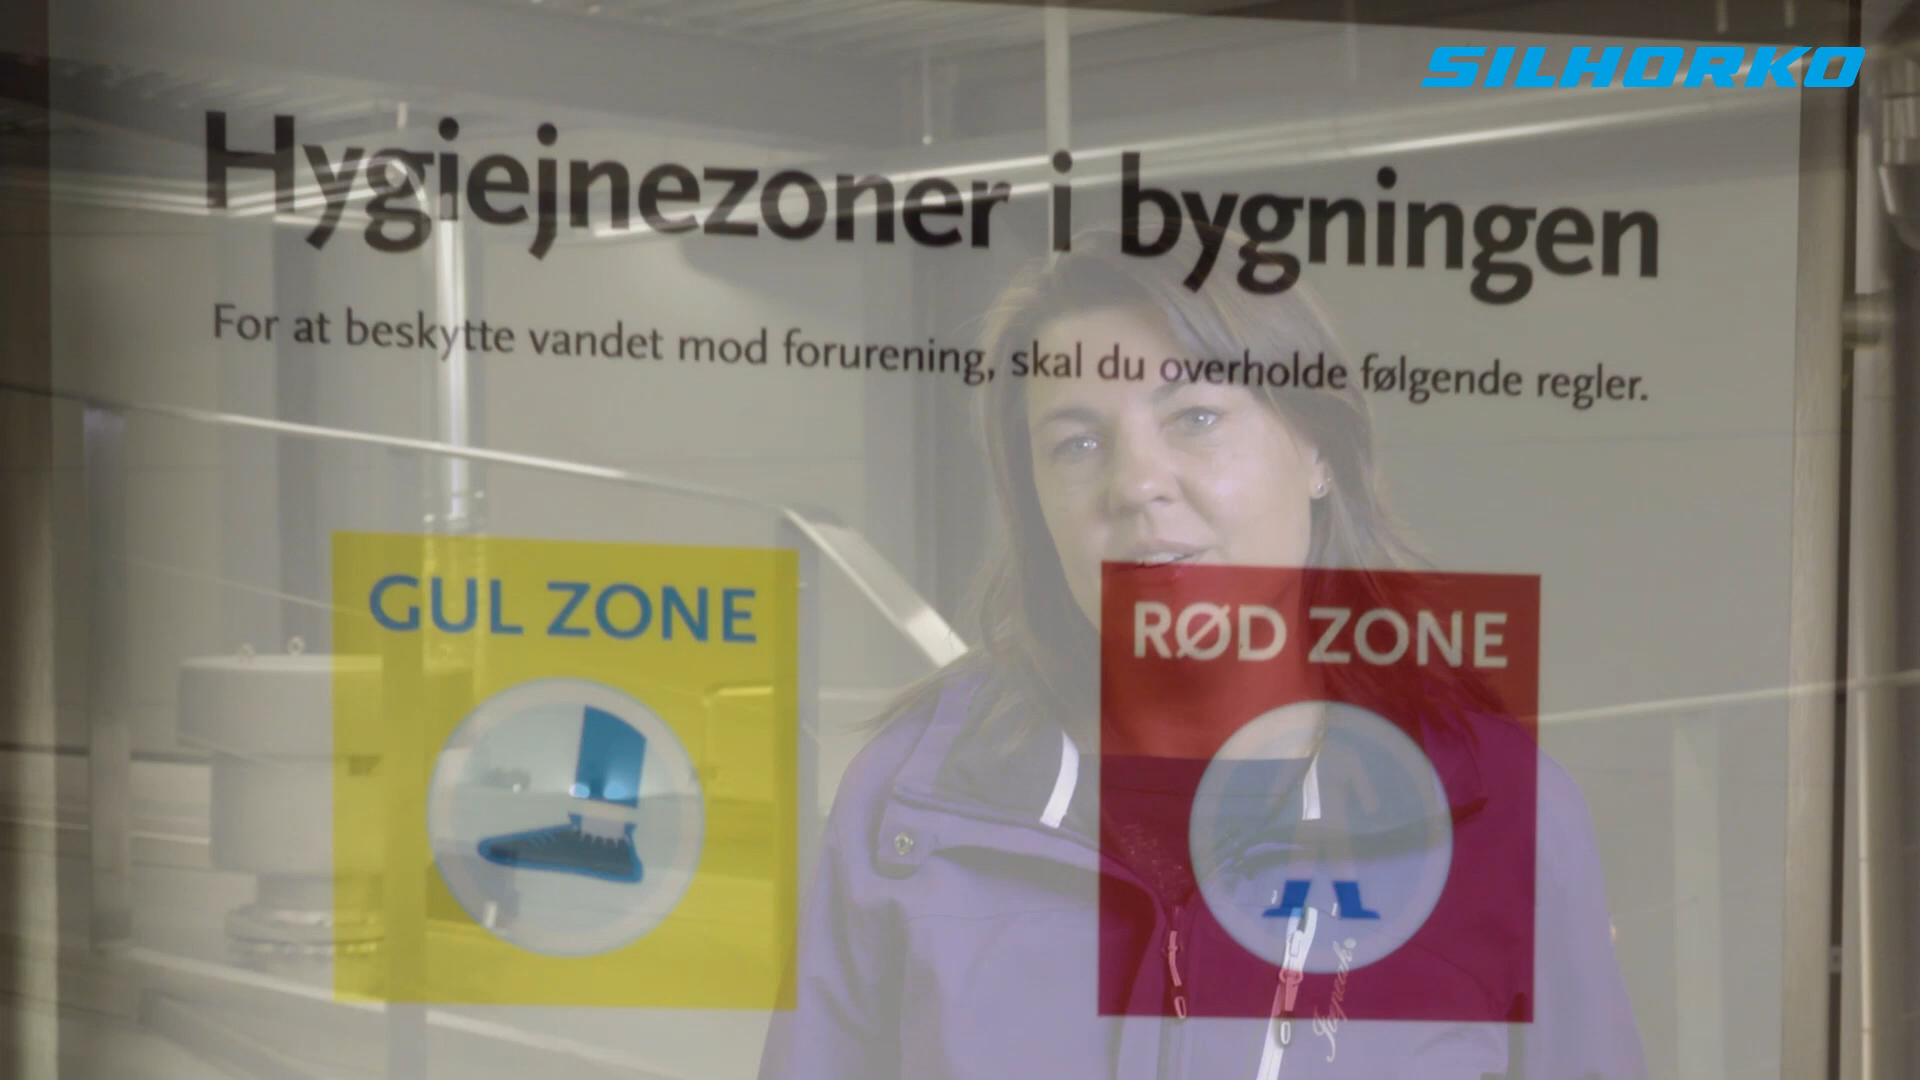 SILHORKO
Hygiejnezoner i bygningen
For at beskytte vandet mod forurening, skal du overholde følgende regler.
GUL ZONE
RØD ZONE